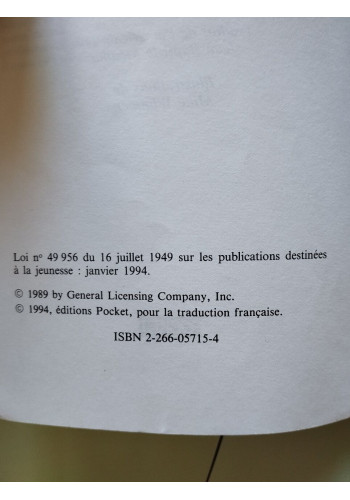 Loi nº 49 956 du 16 juillet 1949 sur les publications destinées
à la jeunesse : janvier 1994.
© 1989 by General Licensing Company, Inc.
© 1994, éditions Pocket, pour la traduction française.
ISBN 2-266-05715-4